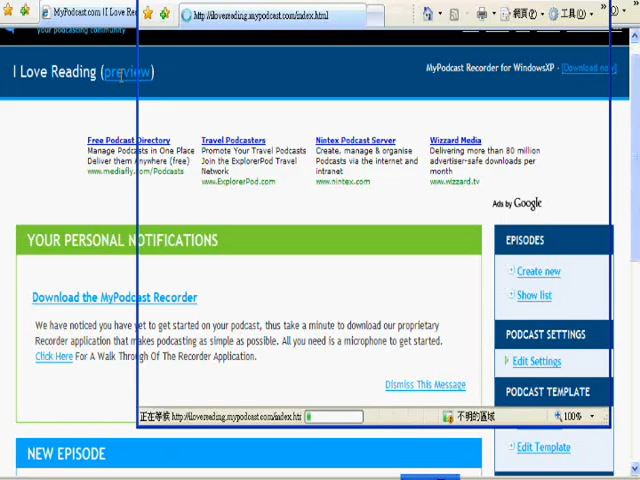 MyPodcast.com !I Love Rea
http://ilovereading.mypodcast.com/index.html
網頁(P)
工具(O)
your podcasting community
I Love Reading (preview)
MyPodcast Recorder for WindowsXP - [Download now]
Free Podcast Directory
Manage Podcasts in One Place
Deliver them Anywhere (free)
www.mediafly.com/Podcasts
Travel Podcasters
Promote Your Travel Podcasts
Join the ExplorerPod Travel
Network
www.ExplorerPod.com
Nintex Podcast Server
Create, manage & organise
Podcasts via the internet and
intranet
www.nintex.com
Wizzard Media
Delivering more than 80 million
advertiser-safe downloads per
month
www.wizzard.tv
Ads by Google
YOUR PERSONAL NOTIFICATIONS
Download the MyPodcast Recorder
We have noticed you have yet to get started on your podcast, thus take a minute to download our proprietary
Recorder application that makes podcasting as simple as possible. All you need is a microphone to get started.
Click Here For A Walk Through Of The Recorder Application.
Dismiss This Message
EPISODES
Create new
Show list
PODCAST SETTINGS
Edit Settings
PODCAST TEMPLATE
正在等候 http://ilovereading.mypodcast.com/index.htm
不明的區域
100%
Edit Template
NEW EPISODE